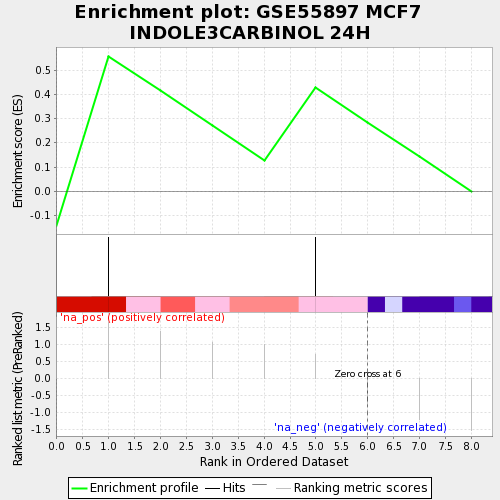 Enrichment plot: GSE55897 MCF7
INDOLE3CARBINOL 24H
Enrichment score (ES)
0.5
0.4
0.3
0.2
0.1
0.0
-0.1
Ranked list metric (PreRanked)
1.5
1.0
0.5
0.0
-0.5
-1.0
-1.5
'na_pos' (positively correlated)
Zero cross at 6
'na_neg' (negatively correlated)
0.0 0.5 1.0 1.5 2.0 2.5 3.0 3.5 4.0 4.5 5.0 5.5 6.0 6.5 7.0 7.5 8.0
Rank in Ordered Dataset
Enrichment profile Hits Ranking metric scores